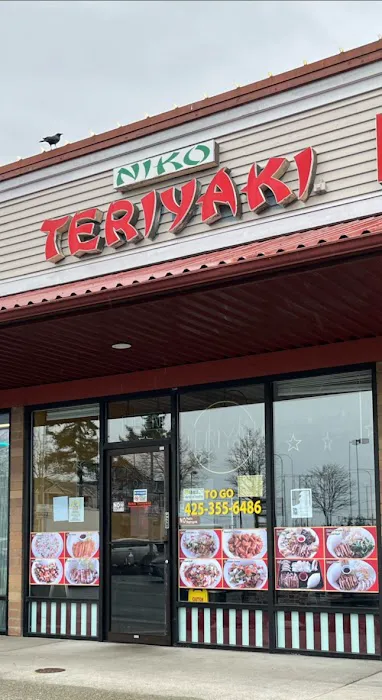 NIKO
TERIYAKI
TO GO
425-355-6486